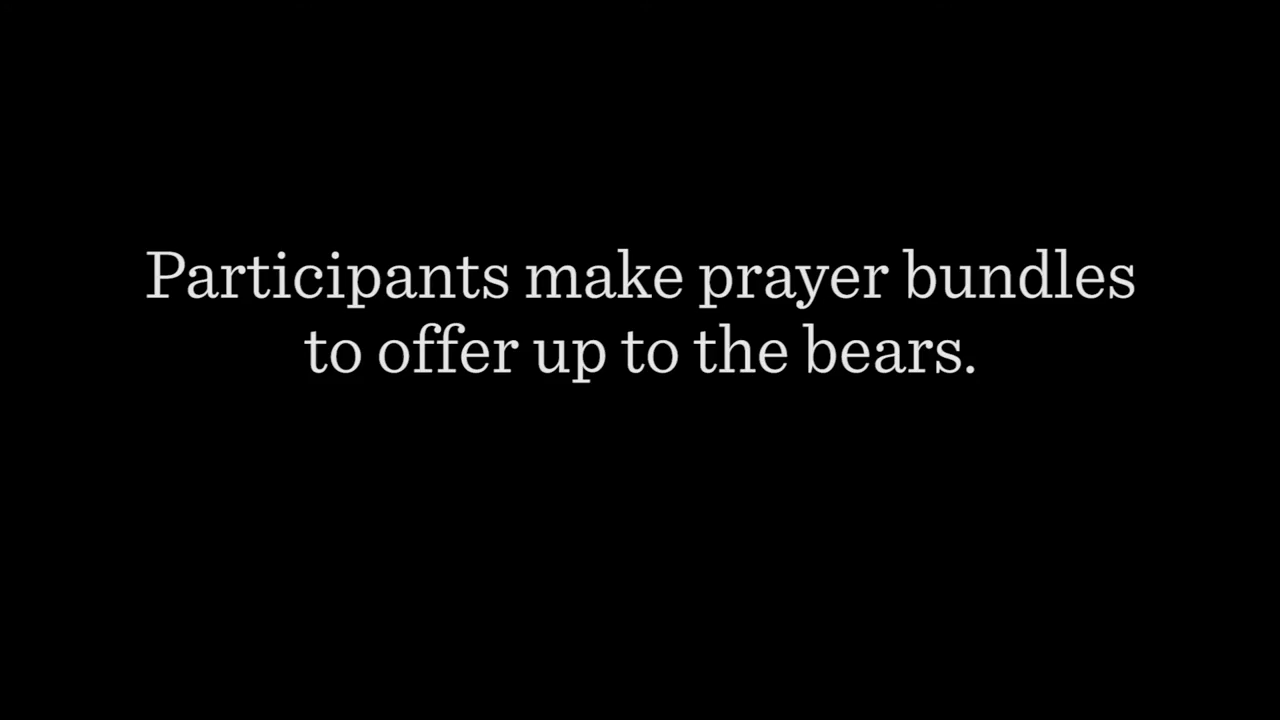 Participants make prayer bundles
to offer up to the bears.